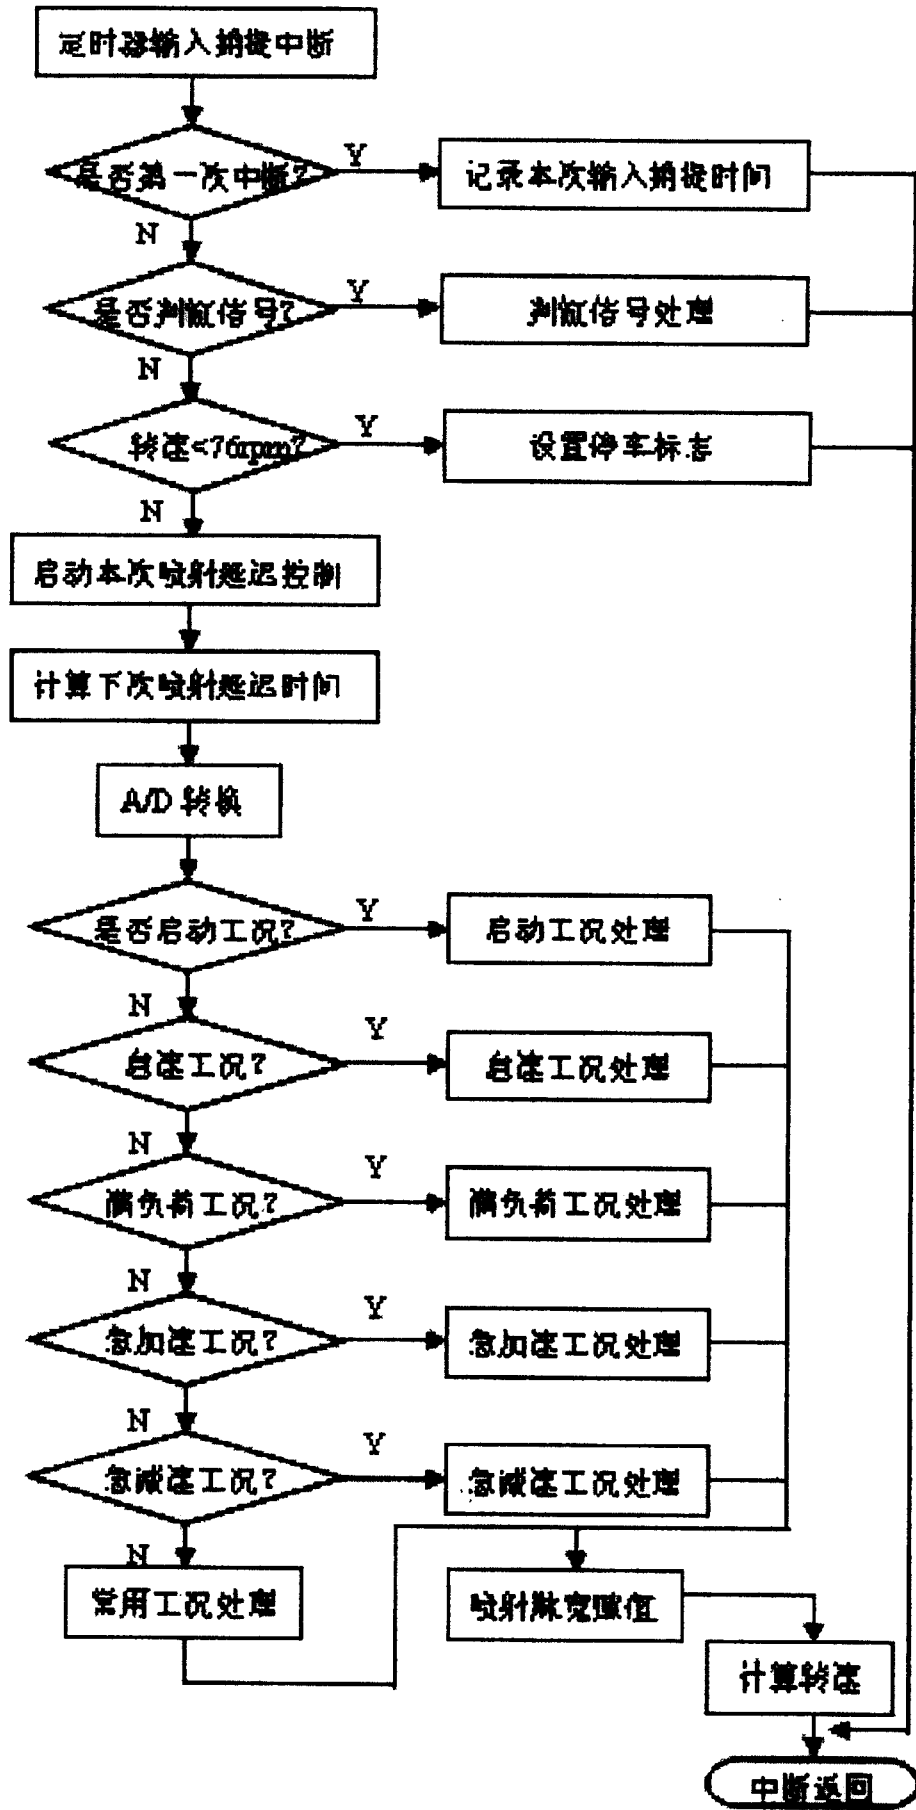 定时器输入捕捉中断
是否第一次中断?
Y
记录本次输入捕捉时间
N
是否判缸信号?
Y
判缸信号处理
N
转速<76rpm?
Y
设置停车标志
N
启动本次喷射延迟控制
计算下次喷射延迟时间
A/D 转换
是否启动工况?
Y
启动工况处理
N
怠速工况?
Y
怠速工况处理
N
满负荷工况?
Y
满负荷工况处理
N
急加速工况?
Y
急加速工况处理
N
急减速工况?
Y
急减速工况处理
N
常用工况处理
喷射脉宽赋值
计算转速
中断返回